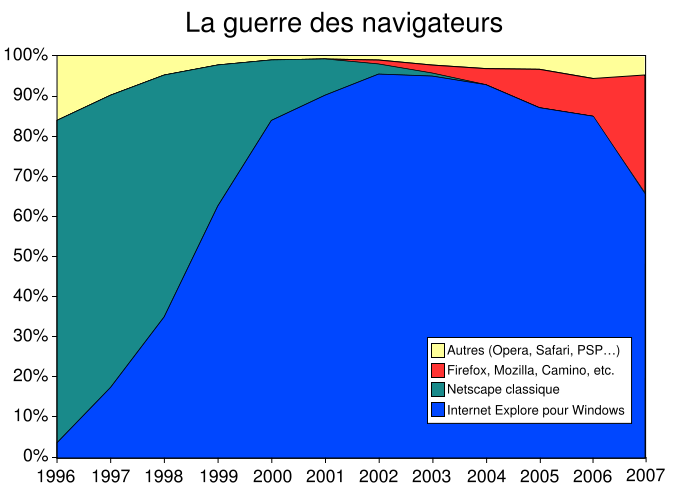 La guerre des navigateurs
100%
90%
80%
70%
60%
50%
40%
30%
20%
10%
0%
Autres (Opera, Safari, PSP…)
Firefox, Mozilla, Camino, etc.
Netscape classique
Internet Explore pour Windows
1996 1997 1998 1999 2000 2001 2002 2003 2004 2005 2006 2007